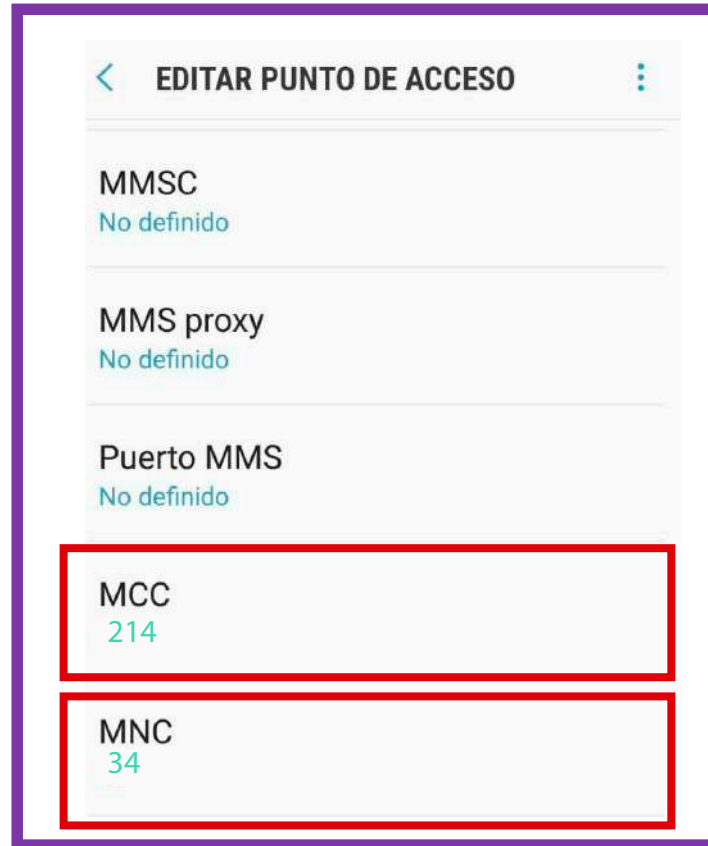 EDITAR PUNTO DE ACCESO
MMSC
No definido
MMS proxy
No definido
Puerto MMS
No definido
MCC
214
MNC
34